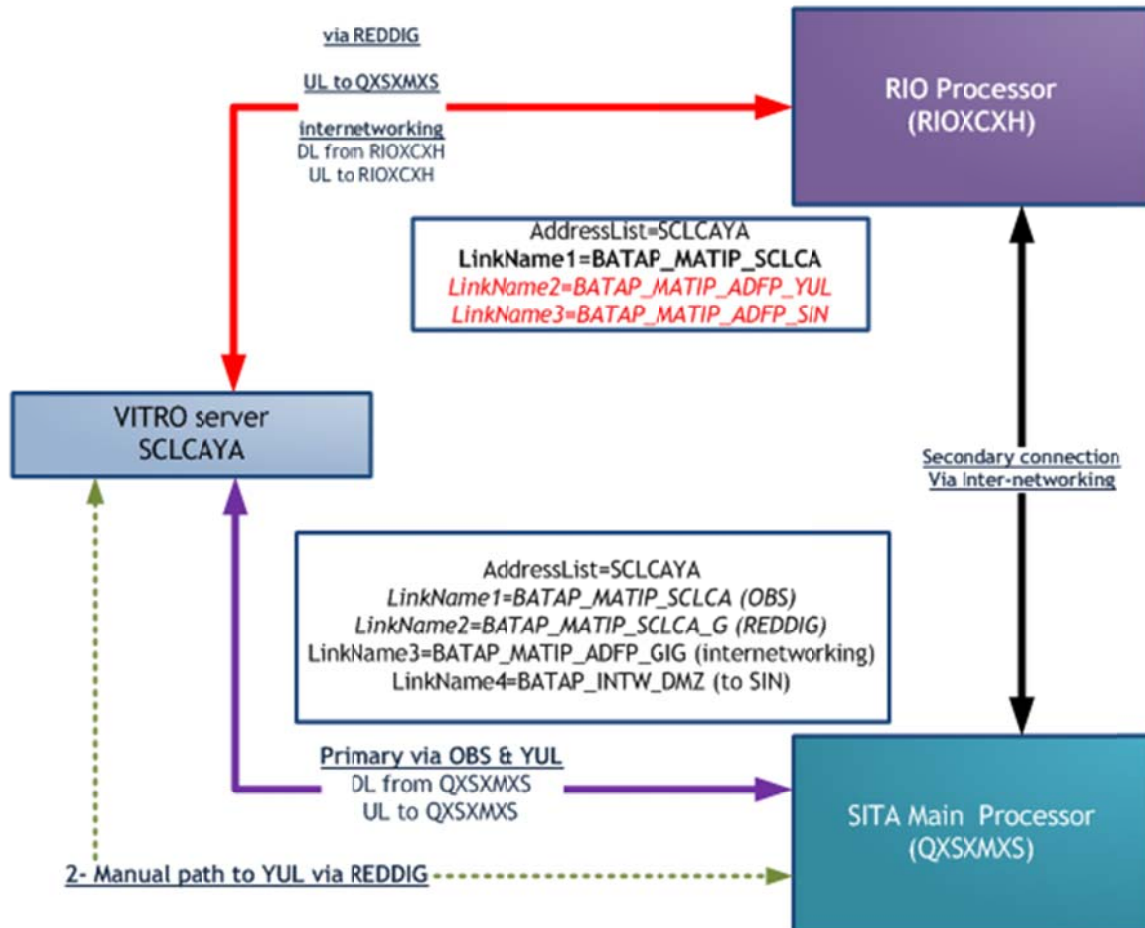 via REDDIG
UL to QXSXMXS
internetworking
DL from RIOXCXH
UL to RIOXCXH
RIO Processor
(RIOXCXH)
AddressList=SCLCAYA
LinkName1=BATAP_MATIP_SCLCA
LinkName2=BATAP_MATIP_ADFP_YUL
LinkName3=BATAP_MATIP_ADFP_SIN
VITRO server
SCLCAYA
Secondary connection
Via Inter-networking
AddressList=SCLCAYA
LinkName1=BATAP_MATIP_SCLCA (OBS)
LinkName2=BATAP_MATIP_SCLCA_G (REDDIG)
LinkName3=BATAP_MATIP_ADFP_GIG (internetworking)
LinkName4=BATAP_INTW_DMZ (to SIN)
Primary via OBS & YUL
DL from QXSXMXS
UL to QXSXMXS
SITA Main Processor
(QXSXMXS)
2- Manual path to YUL via REDDIG